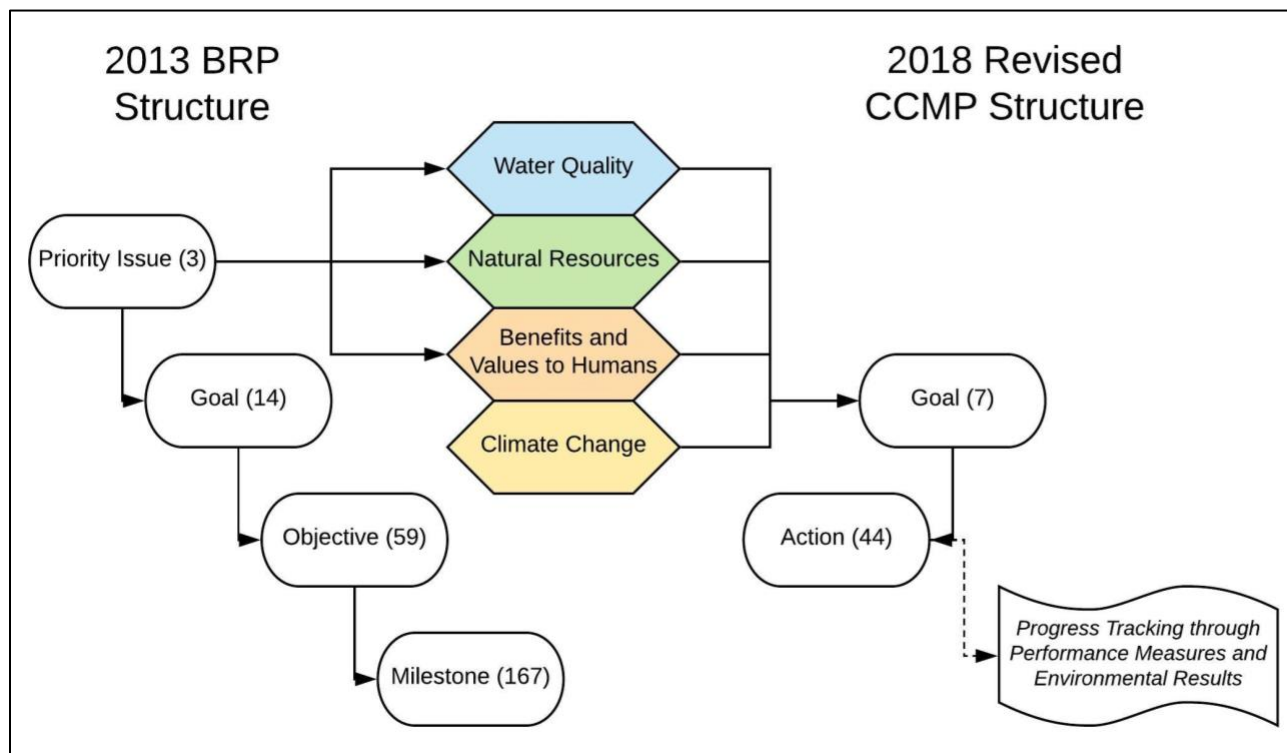 2013 BRP
Structure
2018 Revised
CCMP Structure
Water Quality
Priority Issue (3)
Natural Resources
Benefits and
Values to Humans
Goal (14)
Goal (7)
Climate Change
Objective (59)
Action (44)
Milestone (167)
Progress Tracking through
Performance Measures and
Environmental Results